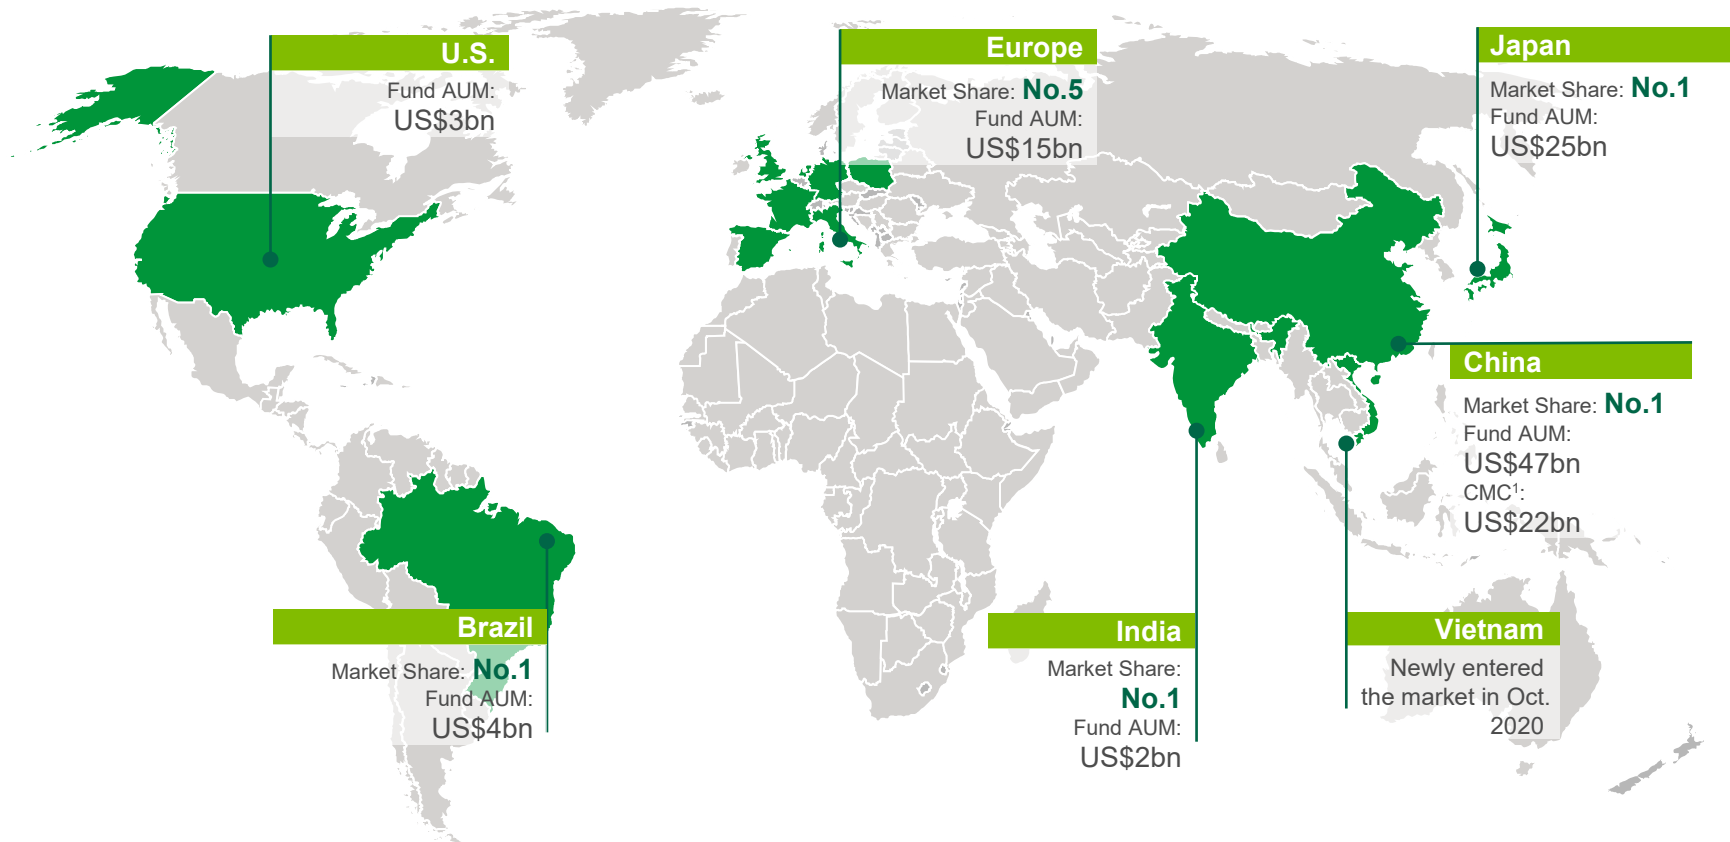 U.S.
Fund AUM:
US$3bn
Europe
Market Share: No.5
Fund AUM:
US$15bn
Japan
Market Share: No.1
Fund AUM:
US$25bn
China
Market Share: No.1
Fund AUM:
US$47bn
CMC¹:
US$22bn
Brazil
Market Share: No.1
Fund AUM:
US$4bn
India
Market Share:
No.1
Fund AUM:
US$2bn
Vietnam
Newly entered
the market in Oct.
2020